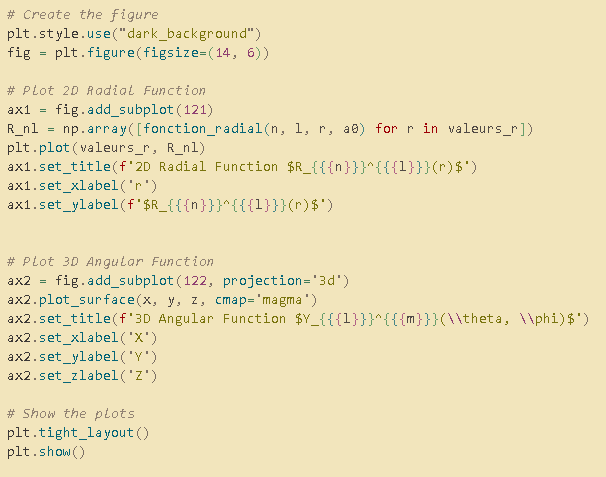 # Create the figure
plt.style.use("dark_background")
fig = plt.figure(figsize=(14, 6))
# Plot 2D Radial Function
ax1 = fig.add_subplot(121)
R_nl = np.array([fonction_radial(n, l, r, a0) for r in valeurs_r])
plt.plot(valeurs_r, R_nl)
ax1.set_title(f'2D Radial Function $R_{{{n}}}^{{{l}}}(r)$')
ax1.set_xlabel('r')
ax1.set_ylabel(f'$R_{{{n}}}^{{{l}}}(r)$')
# Plot 3D Angular Function
ax2 = fig.add_subplot(122, projection='3d')
ax2.plot_surface(x, y, z, cmap='magma')
ax2.set_title(f'3D Angular Function $Y_{{{l}}}^{{{m}}}(\\theta, \\phi)$')
ax2.set_xlabel('X')
ax2.set_ylabel('Y')
ax2.set_zlabel('Z')
# Show the plots
plt.tight_layout()
plt.show()